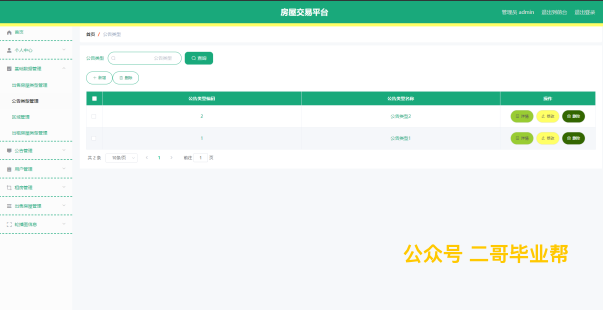 房屋交易平台
管理员 admin 退出到前台 退出登录
首页
个人中心
基础数据管理
出售房屋类型管理
公告类型管理
区域管理
出租房屋类型管理
公告管理
用户管理
租房管理
出售房屋管理
轮播图信息
首页 / 公告类型
公告类型 公告类型 查询
+ 新增 删除
公告类型编码 公告类型名称 操作
2 公告类型2 详情 修改 删除
1 公告类型1 详情 修改 删除
共 2 条 10条/页 1 前往 1 页
公众号 二哥毕业帮